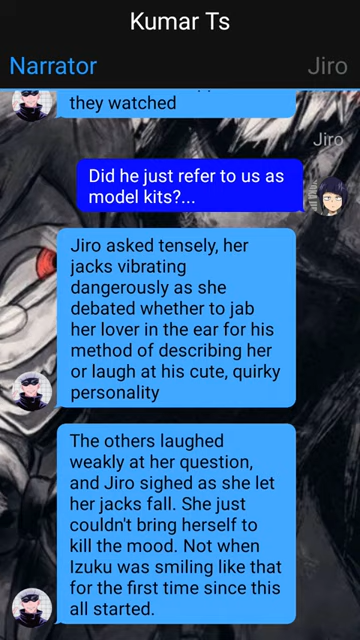 Kumar Ts
Narrator
Jiro
they watched
Jiro
Did he just refer to us as
model kits?...
Jiro asked tensely, her
jacks vibrating
dangerously as she
debated whether to jab
her lover in the ear for his
method of describing her
or laugh at his cute, quirky
personality
The others laughed
weakly at her question,
and Jiro sighed as she let
her jacks fall. She just
couldn't bring herself to
kill the mood. Not when
Izuku was smiling like that
for the first time since this
all started.